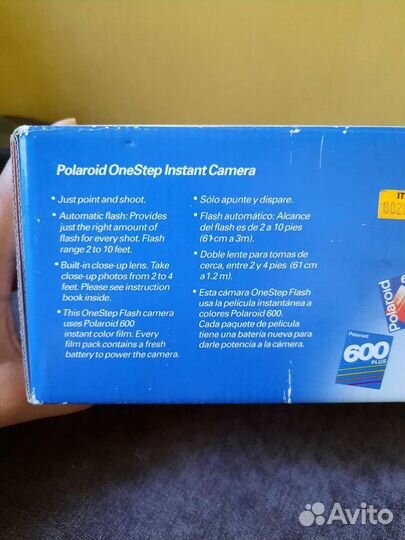 Polaroid OneStep Instant Camera
• Just point and shoot.
• Automatic flash: Provides
just the right amount of
flash for every shot. Flash
range 2 to 10 feet.
• Built-in close-up lens. Take
close-up photos from 2 to 4
feet. Please see instruction
book inside.
• This OneStep Flash camera
uses Polaroid 600
instant color film. Every
film pack contains a fresh
battery to power the camera.
• Sólo apunte y dispare.
• Flash automático: Alcance
del flash es de 2 a 10 pies
(61 cm a 3m).
• Doble lente para tomas de
cerca, entre 2 y 4 pies (61 cm
a 1.2 m).
• Esta cámara OneStep Flash
usa la película instantánea a
colores Polaroid 600.
Cada paquete de película
tiene una batería nueva para
darle potencia a la cámera.
IT
Polaroid
Polaroid
600
PLUS
Avito